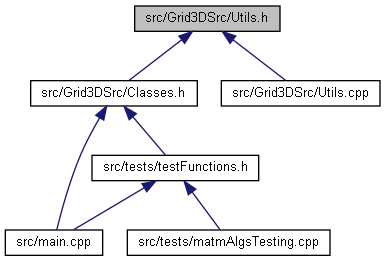 src/Grid3DSrc/Utils.h
src/Grid3DSrc/Classes.h
src/Grid3DSrc/Utils.cpp
src/tests/testFunctions.h
src/main.cpp
src/tests/matmAlgsTesting.cpp